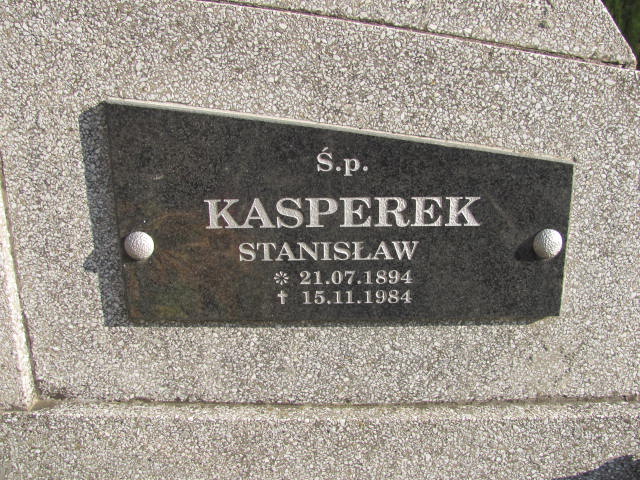 Ś.p.
KASPEREK
STANISŁAW
* 21.07.1894
† 15.11.1984